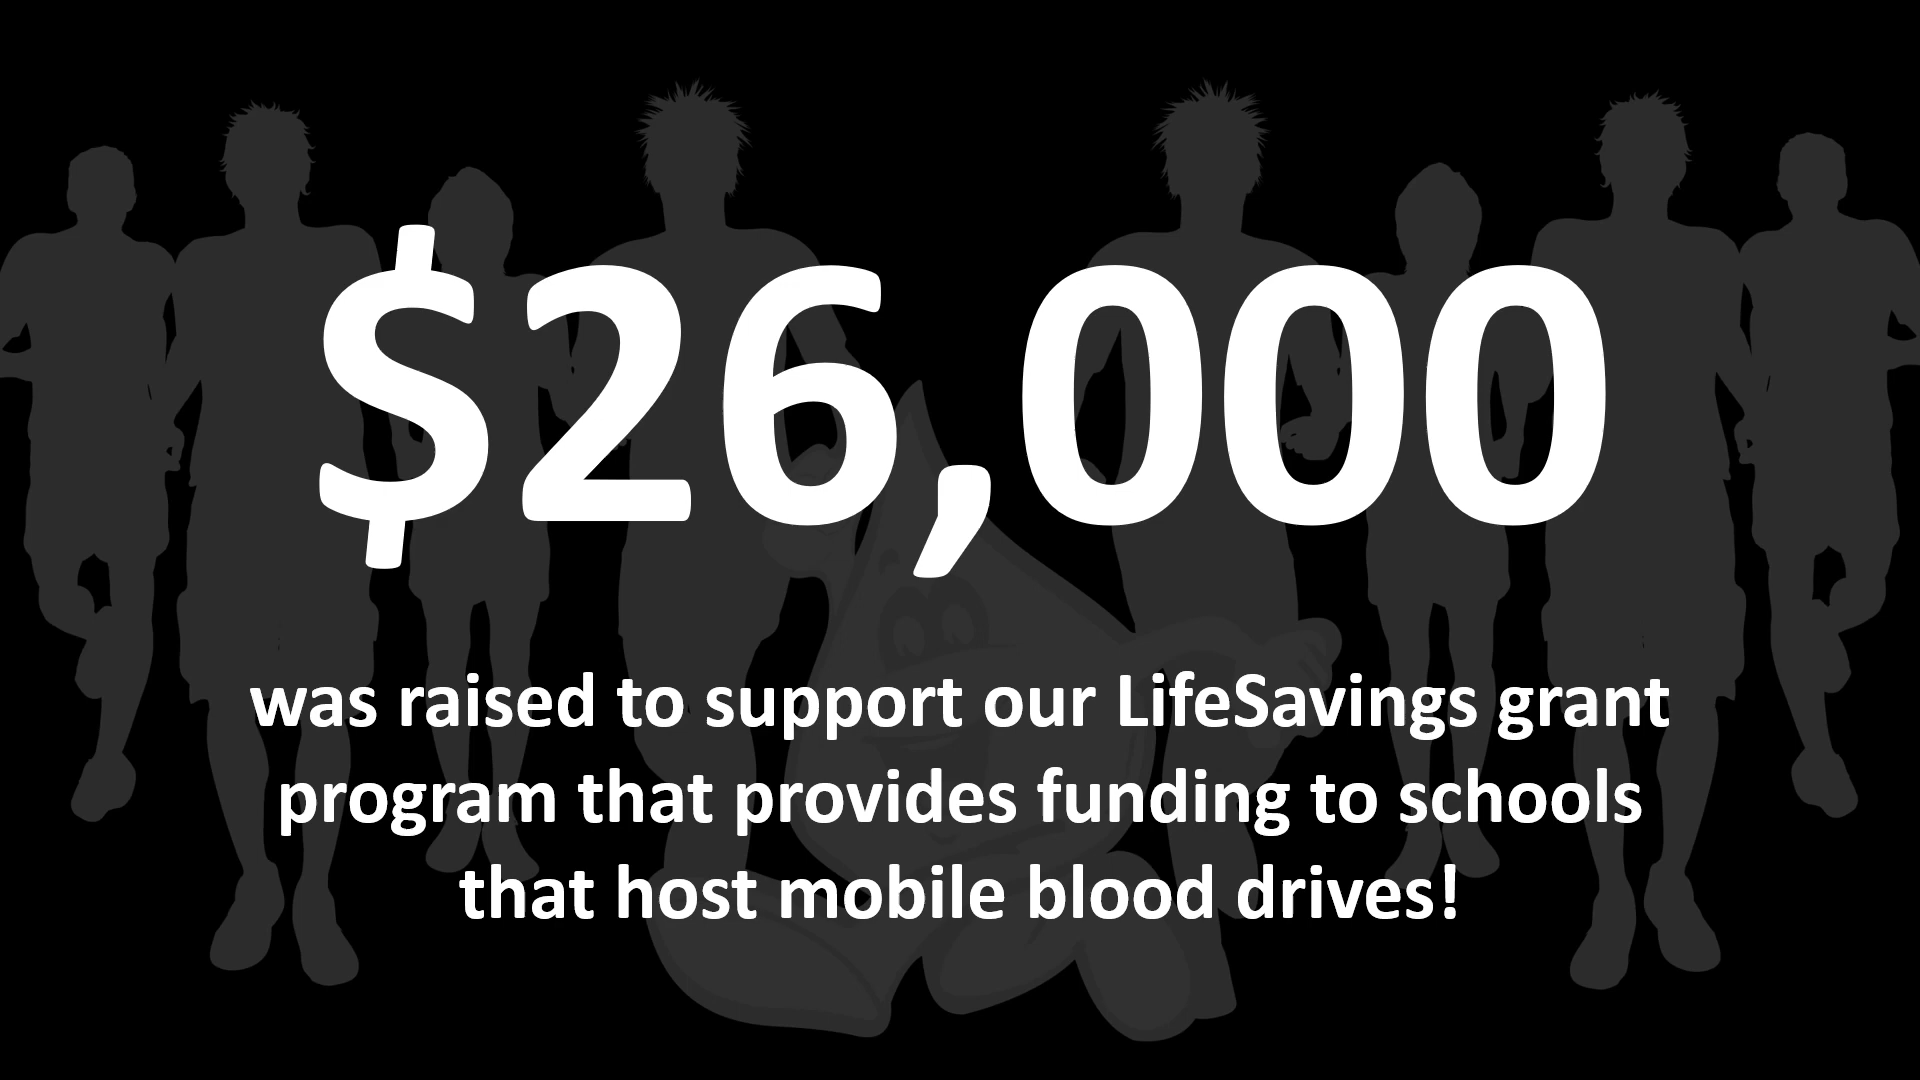 $26,000
was raised to support our LifeSavings grant
program that provides funding to schools
that host mobile blood drives!